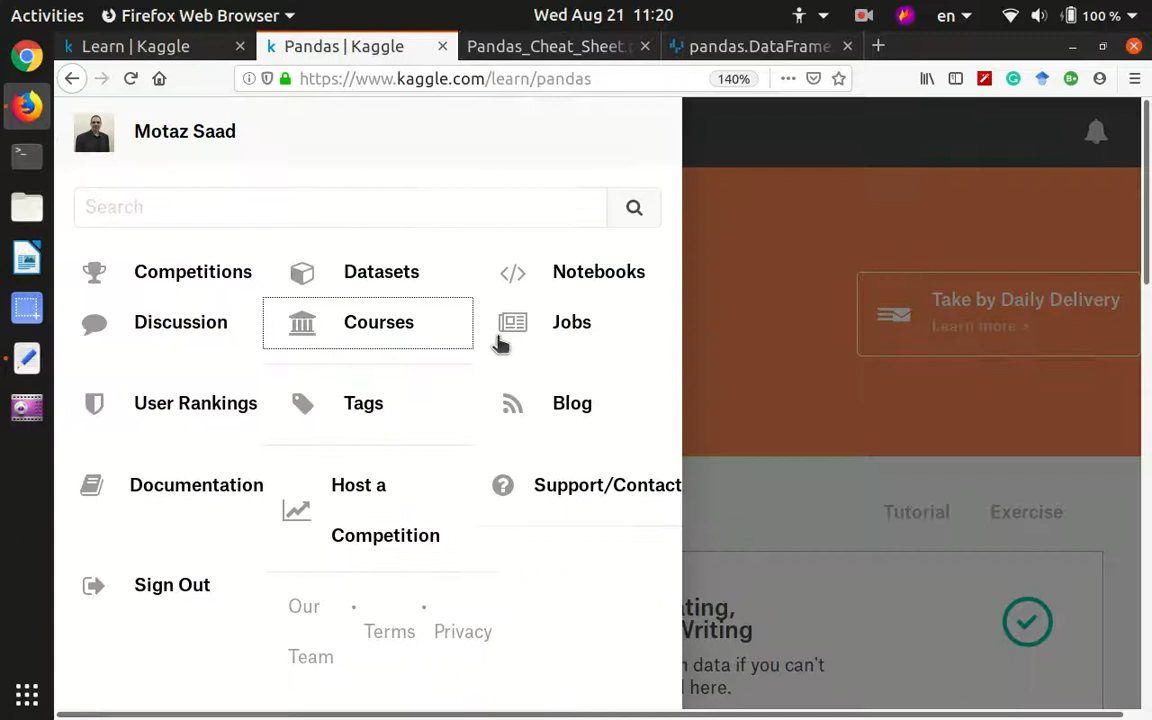 Activities Firefox Web Browser Wed Aug 21 11:20 en 100 %
Learn | Kaggle Pandas | Kaggle Pandas_Cheat_Sheet. pandas.DataFrame
https://www.kaggle.com/learn/pandas 140%
Motaz Saad
Search
Competitions Datasets Notebooks
Discussion Courses Jobs
User Rankings Tags Blog
Documentation Host a Competition Support/Contact
Sign Out
Our Team • Terms • Privacy
Take by Daily Delivery
Learn more >
Tutorial Exercise
ting,
Writing
data if you can't
here.